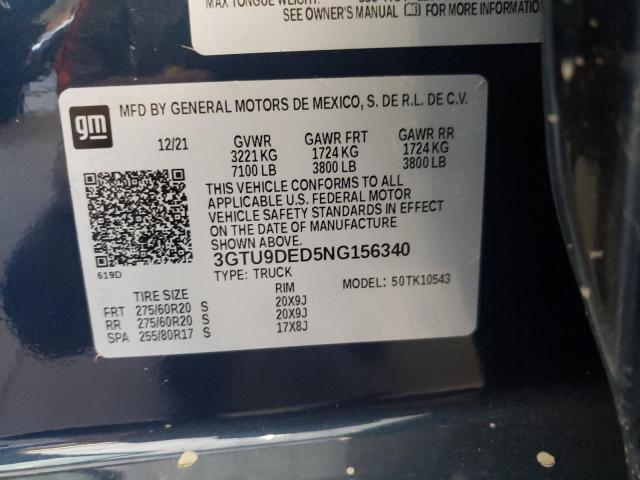 MAX TONGUE WEIGHT:
SEE OWNER'S MANUAL FOR MORE INFORMATION
gm
MFD BY GENERAL MOTORS DE MEXICO, S. DE R.L. DE C.V.
12/21 GVWR GAWR FRT GAWR RR
3221 KG 1724 KG 1724 KG
7100 LB 3800 LB 3800 LB
THIS VEHICLE CONFORMS TO ALL
APPLICABLE U.S. FEDERAL MOTOR
VEHICLE SAFETY STANDARDS IN EFFECT
ON THE DATE OF MANUFACTURE
SHOWN ABOVE.
3GTU9DED5NG156340
619D
TYPE: TRUCK
MODEL: 50TK10543
TIRE SIZE RIM
FRT 275/60R20 S 20X9J
RR 275/60R20 S 20X9J
SPA 255/80R17 S 17X8J